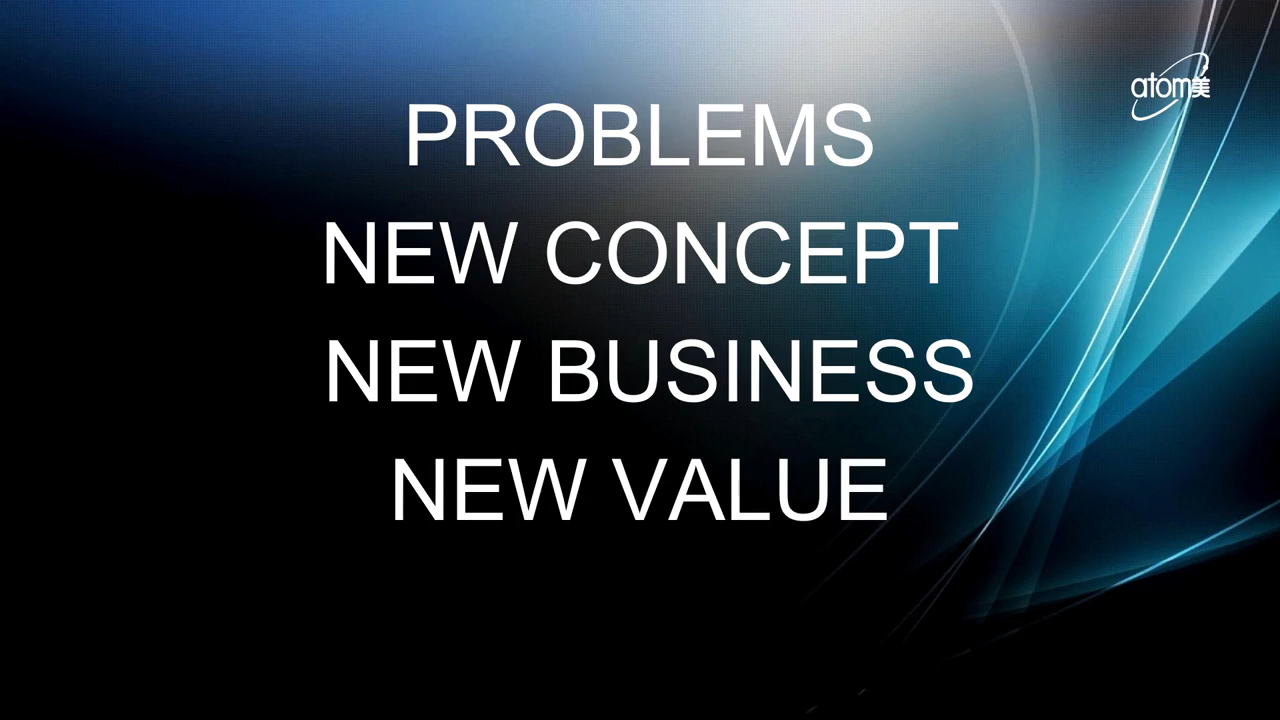 atom美
PROBLEMS
NEW CONCEPT
NEW BUSINESS
NEW VALUE